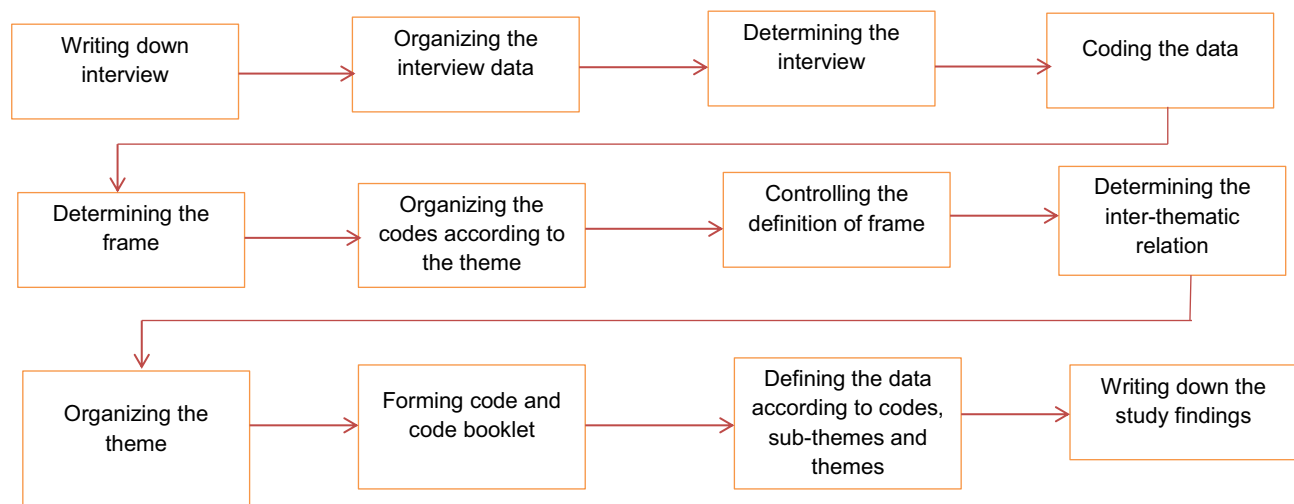 Writing down
interview
Organizing the
interview data
Determining the
interview
Coding the data
Determining the
frame
Organizing the
codes according to
the theme
Controlling the
definition of frame
Determining the
inter-thematic
relation
Organizing the
theme
Forming code and
code booklet
Defining the data
according to codes,
sub-themes and
themes
Writing down the
study findings